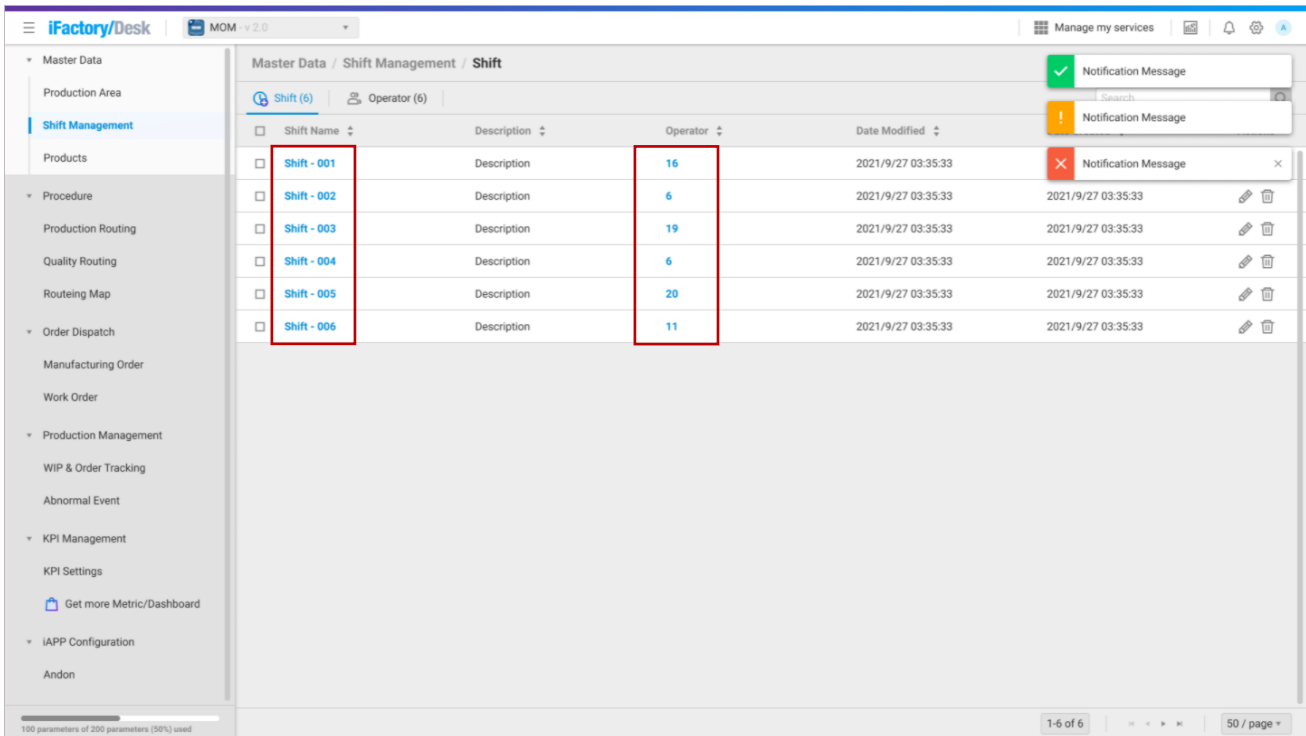 iFactory/Desk MOM - v 2.0 Manage my services A
Master Data
Production Area
Shift Management
Products
Procedure
Production Routing
Quality Routing
Routeing Map
Order Dispatch
Manufacturing Order
Work Order
Production Management
WIP & Order Tracking
Abnormal Event
KPI Management
KPI Settings
Get more Metric/Dashboard
iAPP Configuration
Andon
100 parameters of 200 parameters (50%) used
Master Data / Shift Management / Shift
Shift (6) Operator (6) Search
Notification Message
Notification Message
Notification Message
Shift Name Description Operator Date Modified
Shift - 001 Description 16 2021/9/27 03:35:33
Shift - 002 Description 6 2021/9/27 03:35:33 2021/9/27 03:35:33
Shift - 003 Description 19 2021/9/27 03:35:33 2021/9/27 03:35:33
Shift - 004 Description 6 2021/9/27 03:35:33 2021/9/27 03:35:33
Shift - 005 Description 20 2021/9/27 03:35:33 2021/9/27 03:35:33
Shift - 006 Description 11 2021/9/27 03:35:33 2021/9/27 03:35:33
1-6 of 6 50 / page